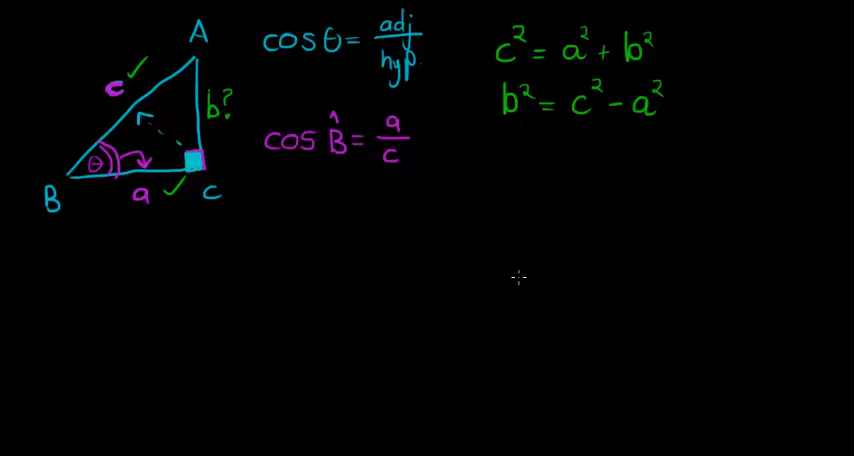 A
c
b?
θ
B
a
C
cos θ = adj/hyp.
cos B̂ = a/c
c² = a² + b²
b² = c² - a²